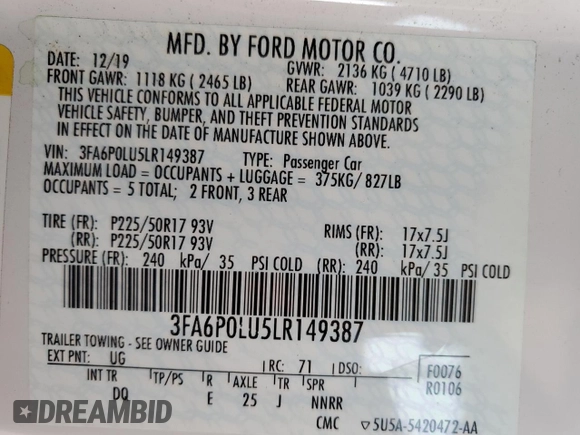 MFD. BY FORD MOTOR CO.
DATE: 12/19 GVWR: 2136 KG ( 4710 LB)
FRONT GAWR: 1118 KG ( 2465 LB) REAR GAWR: 1039 KG ( 2290 LB)
THIS VEHICLE CONFORMS TO ALL APPLICABLE FEDERAL MOTOR
VEHICLE SAFETY, BUMPER, AND THEFT PREVENTION STANDARDS
IN EFFECT ON THE DATE OF MANUFACTURE SHOWN ABOVE.
VIN: 3FA6P0LU5LR149387 TYPE: Passenger Car
MAXIMUM LOAD = OCCUPANTS + LUGGAGE = 375KG/ 827LB
OCCUPANTS = 5 TOTAL; 2 FRONT, 3 REAR
TIRE (FR): P225/50R17 93V RIMS (FR): 17x7.5J
(RR): P225/50R17 93V (RR): 17x7.5J
PRESSURE (FR): 240 kPa/ 35 PSI COLD (RR): 240 kPa/ 35 PSI COLD
3FA6P0LU5LR149387
TRAILER TOWING - SEE OWNER GUIDE
EXT PNT: UG RC: 71 DSO: F0076
R0106
INT TR TP/PS R AXLE TR SPR
DQ E 25 J NNRR
CMC 5U5A-5420472-AA
DREAMBID